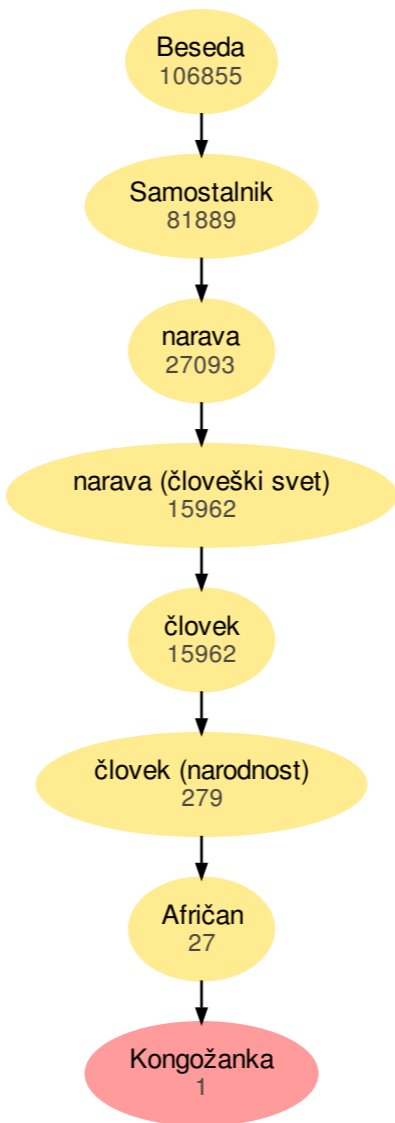 Beseda
106855
Samostalnik
81889
narava
27093
narava (človeški svet)
15962
človek
15962
človek (narodnost)
279
Afričan
27
Kongožanka
1